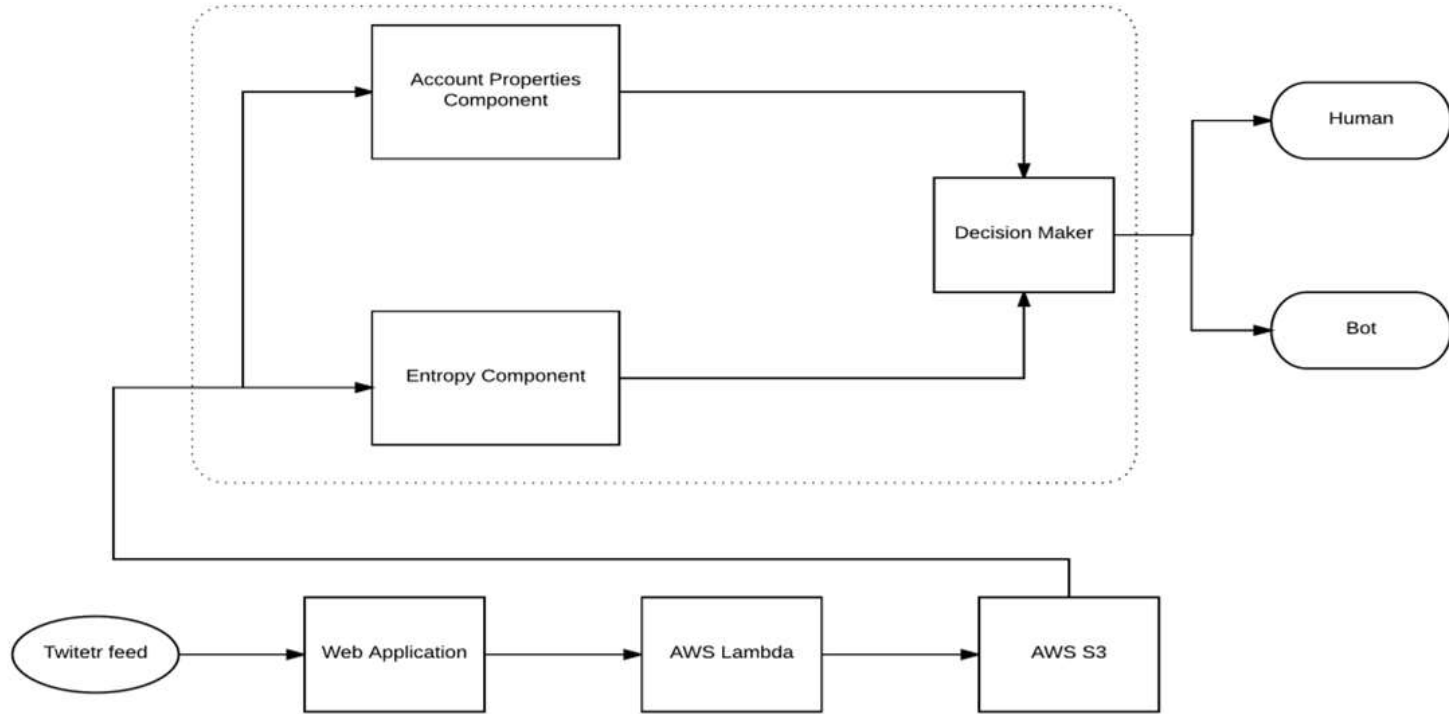 Account Properties
Component
Human
Decision Maker
Bot
Entropy Component
Twitetr feed
Web Application
AWS Lambda
AWS S3